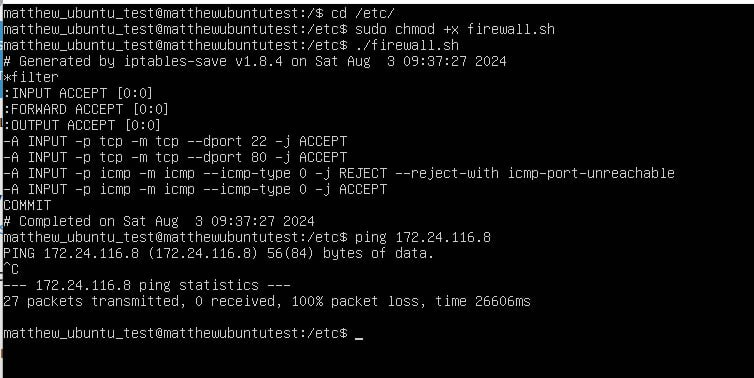 matthew_ubuntu_test@matthewubuntutest:/$ cd /etc/
matthew_ubuntu_test@matthewubuntutest:/etc$ sudo chmod +x firewall.sh
matthew_ubuntu_test@matthewubuntutest:/etc$ ./firewall.sh
# Generated by iptables-save v1.8.4 on Sat Aug  3 09:37:27 2024
*filter
:INPUT ACCEPT [0:0]
:FORWARD ACCEPT [0:0]
:OUTPUT ACCEPT [0:0]
-A INPUT -p tcp -m tcp --dport 22 -j ACCEPT
-A INPUT -p tcp -m tcp --dport 80 -j ACCEPT
-A INPUT -p icmp -m icmp --icmp-type 0 -j REJECT --reject-with icmp-port-unreachable
-A INPUT -p icmp -m icmp --icmp-type 0 -j ACCEPT
COMMIT
# Completed on Sat Aug  3 09:37:27 2024
matthew_ubuntu_test@matthewubuntutest:/etc$ ping 172.24.116.8
PING 172.24.116.8 (172.24.116.8) 56(84) bytes of data.
^C
--- 172.24.116.8 ping statistics ---
27 packets transmitted, 0 received, 100% packet loss, time 26606ms
matthew_ubuntu_test@matthewubuntutest:/etc$ _